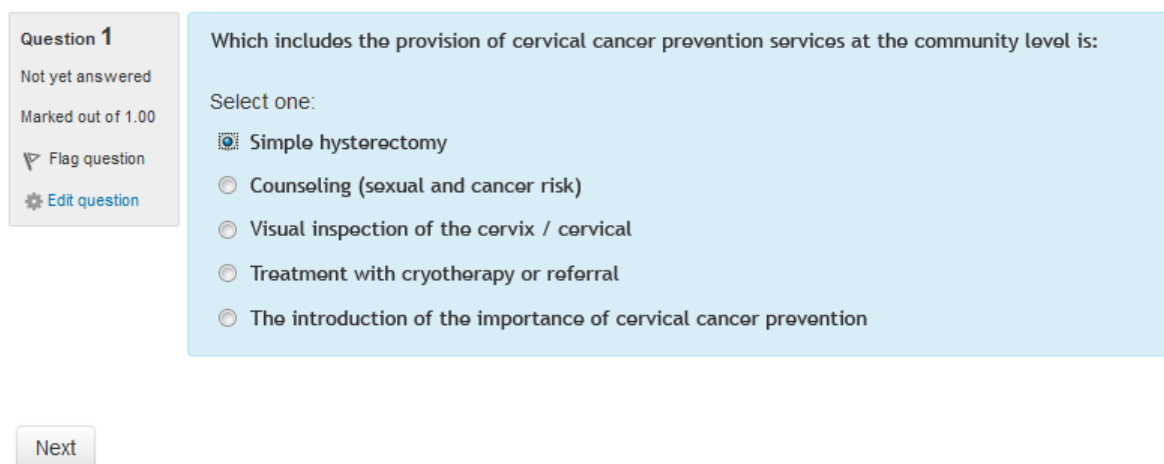 Question 1
Not yet answered
Marked out of 1.00
Flag question
Edit question
Which includes the provision of cervical cancer prevention services at the community level is:
Select one:
Simple hysterectomy
Counseling (sexual and cancer risk)
Visual inspection of the cervix / cervical
Treatment with cryotherapy or referral
The introduction of the importance of cervical cancer prevention
Next